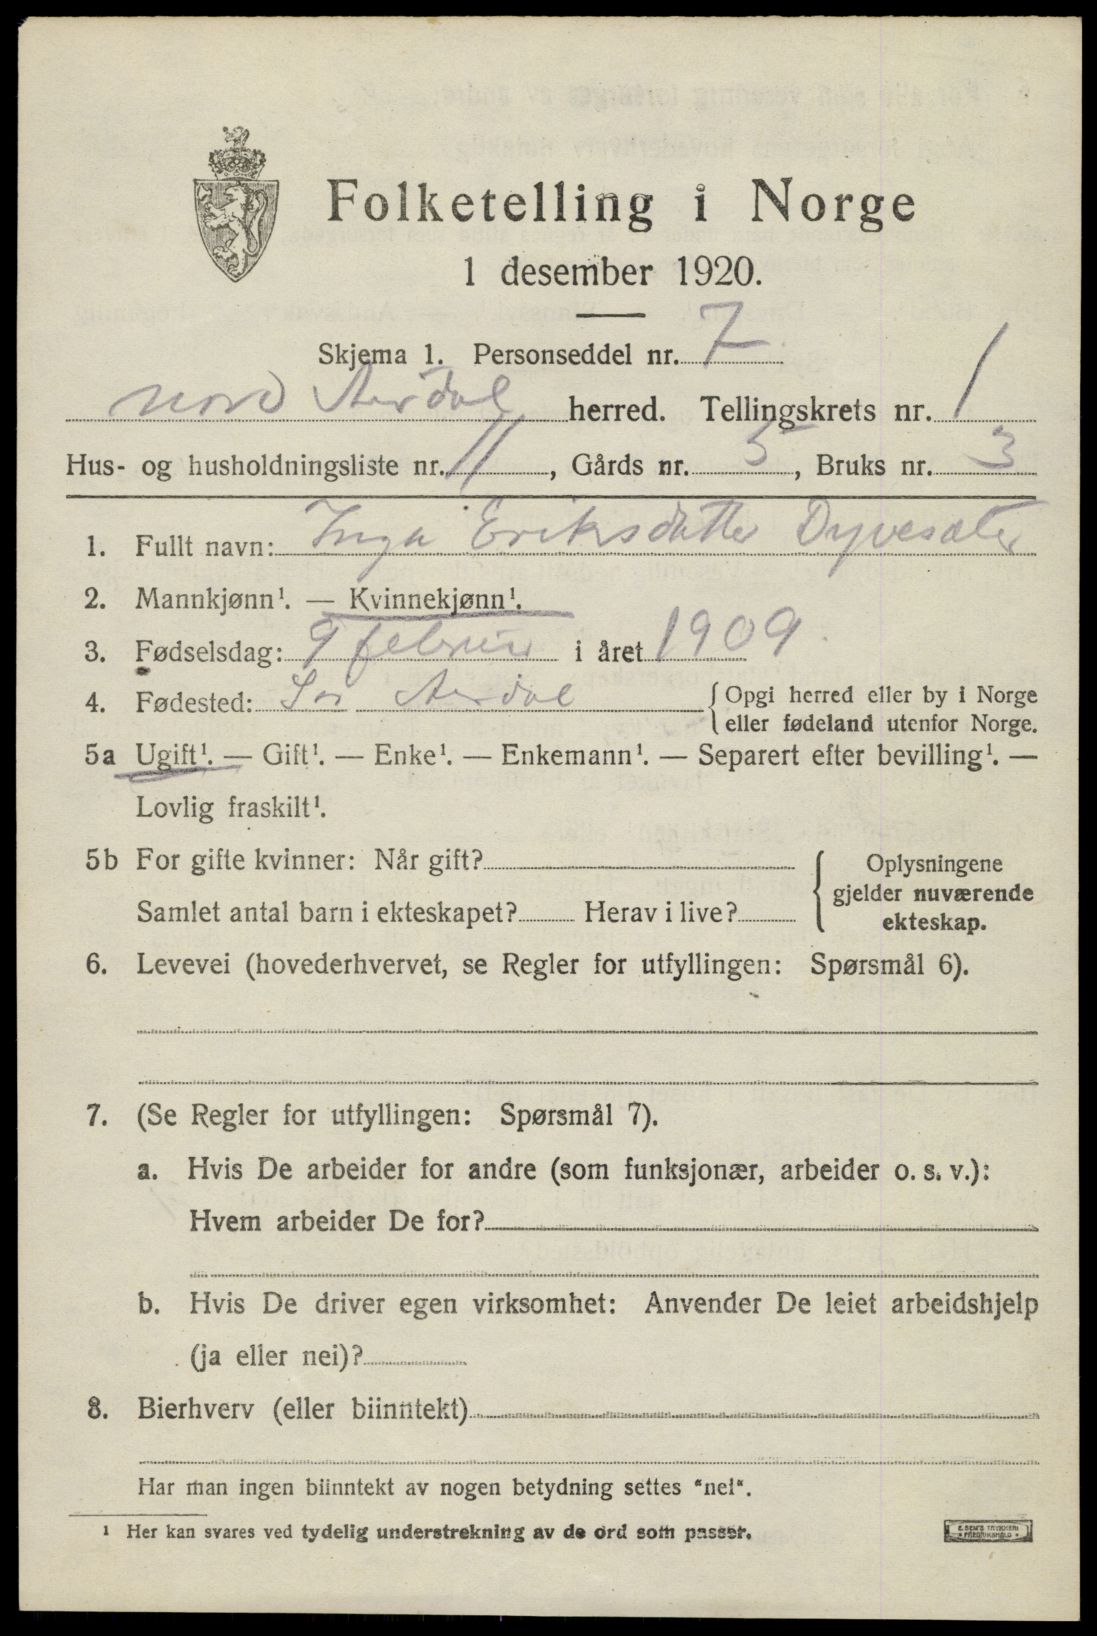 Folketelling i Norge
1 desember 1920.
Skjema 1. Personseddel nr. 7
Nord Aurdal herred. Tellingskrets nr. 1
Hus- og husholdningsliste nr. 11, Gårds nr. 5, Bruks nr. 3
1. Fullt navn: Inga Eriksdatter Dyvesæter
2. Mannkjønn¹. — Kvinnekjønn¹.
3. Fødselsdag: 9 februar i året 1909
4. Fødested: Sør Aurdal { Opgi herred eller by i Norge
eller fødeland utenfor Norge.
5a Ugift¹. — Gift¹. — Enke¹. — Enkemann¹. — Separert efter bevilling¹. —
Lovlig fraskilt¹.
5b For gifte kvinner: Når gift? { Oplysningene
gjelder nuværende
Samlet antal barn i ekteskapet? Herav i live?
ekteskap.
6. Levevei (hovederhvervet, se Regler for utfyllingen: Spørsmål 6).
7. (Se Regler for utfyllingen: Spørsmål 7).
a. Hvis De arbeider for andre (som funksjonær, arbeider o. s. v.):
Hvem arbeider De for?
b. Hvis De driver egen virksomhet: Anvender De leiet arbeidshjelp
(ja eller nei)?
8. Bierhverv (eller biinntekt)
Har man ingen biinntekt av nogen betydning settes "nei".
¹ Her kan svares ved tydelig understrekning av de ord som passer.
E. SEM'S TRYKKERI
FREDRIKSHALD